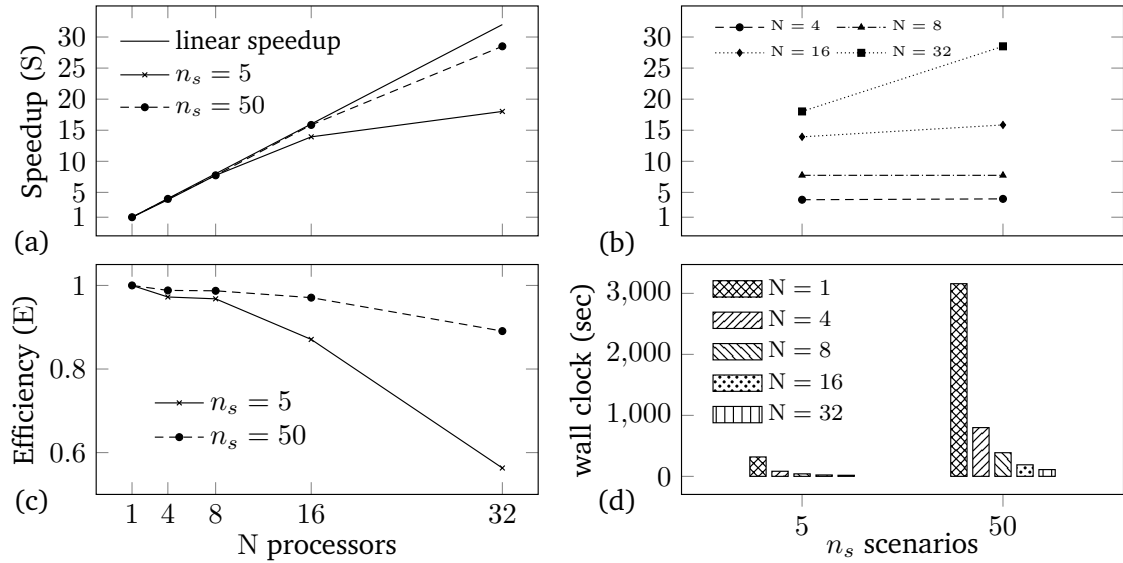 30
25
20
15
10
5
1
Speedup (S)
linear speedup
n_s = 5
n_s = 50
(a)
N = 4
N = 8
N = 16
N = 32
30
25
20
15
10
5
1
(b)
1
0.8
0.6
Efficiency (E)
n_s = 5
n_s = 50
(c)
1 4 8 16 32
N processors
3,000
2,000
1,000
0
wall clock (sec)
N = 1
N = 4
N = 8
N = 16
N = 32
(d)
5 50
n_s scenarios